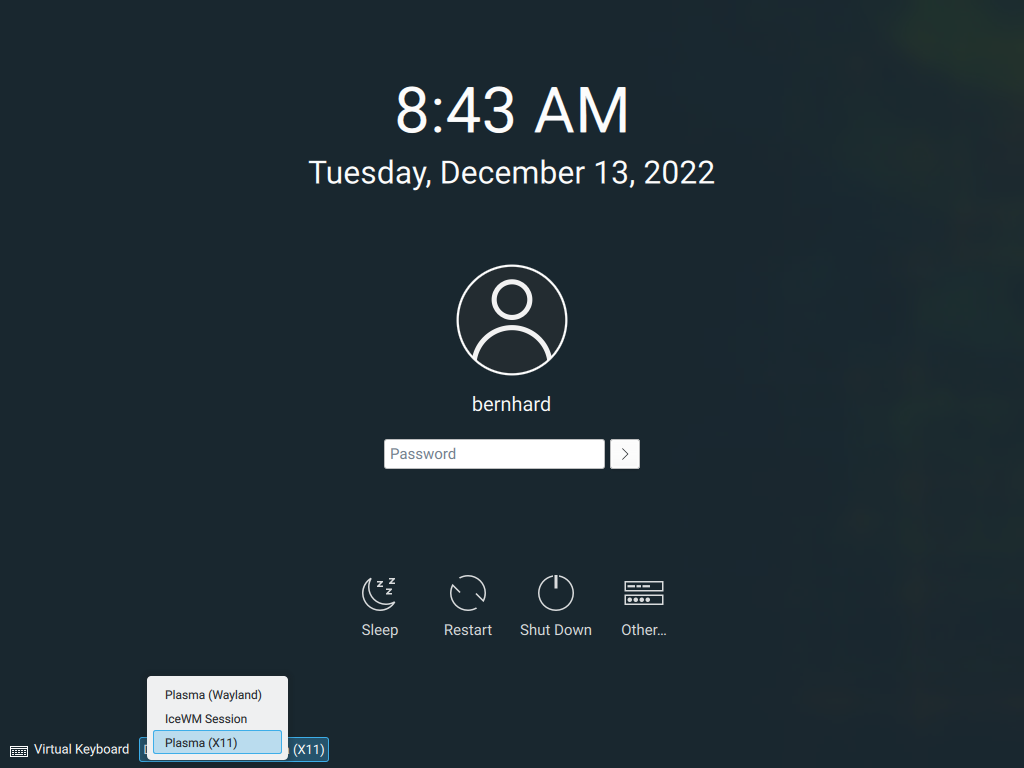 8:43 AM
Tuesday, December 13, 2022
bernhard
Password
Sleep
Restart
Shut Down
Other...
Plasma (Wayland)
IceWM Session
Plasma (X11)
Virtual Keyboard
(X11)